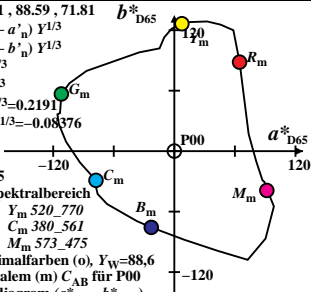 1 , 88.59 , 71.81
b*D65
– a'n) Y1/3
– b'n) Y1/3
1/3
120
Ym
Rm
1/3=0.2191
1/3=−0.08376
Gm
P00
a*D65
−120
120
5
Cm
pektralbereich
Ym 520_770
Cm 380_561
Mm 573_475
Bm
Mm
imalfarben (o), YW=88,6
alem (m) CAB für P00
−120